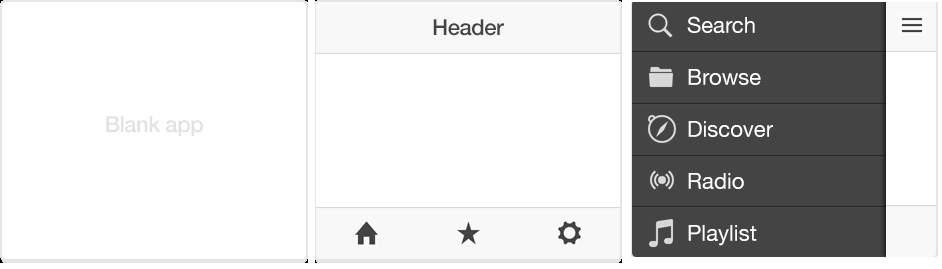 Blank app
Header
Search
Browse
Discover
Radio
Playlist